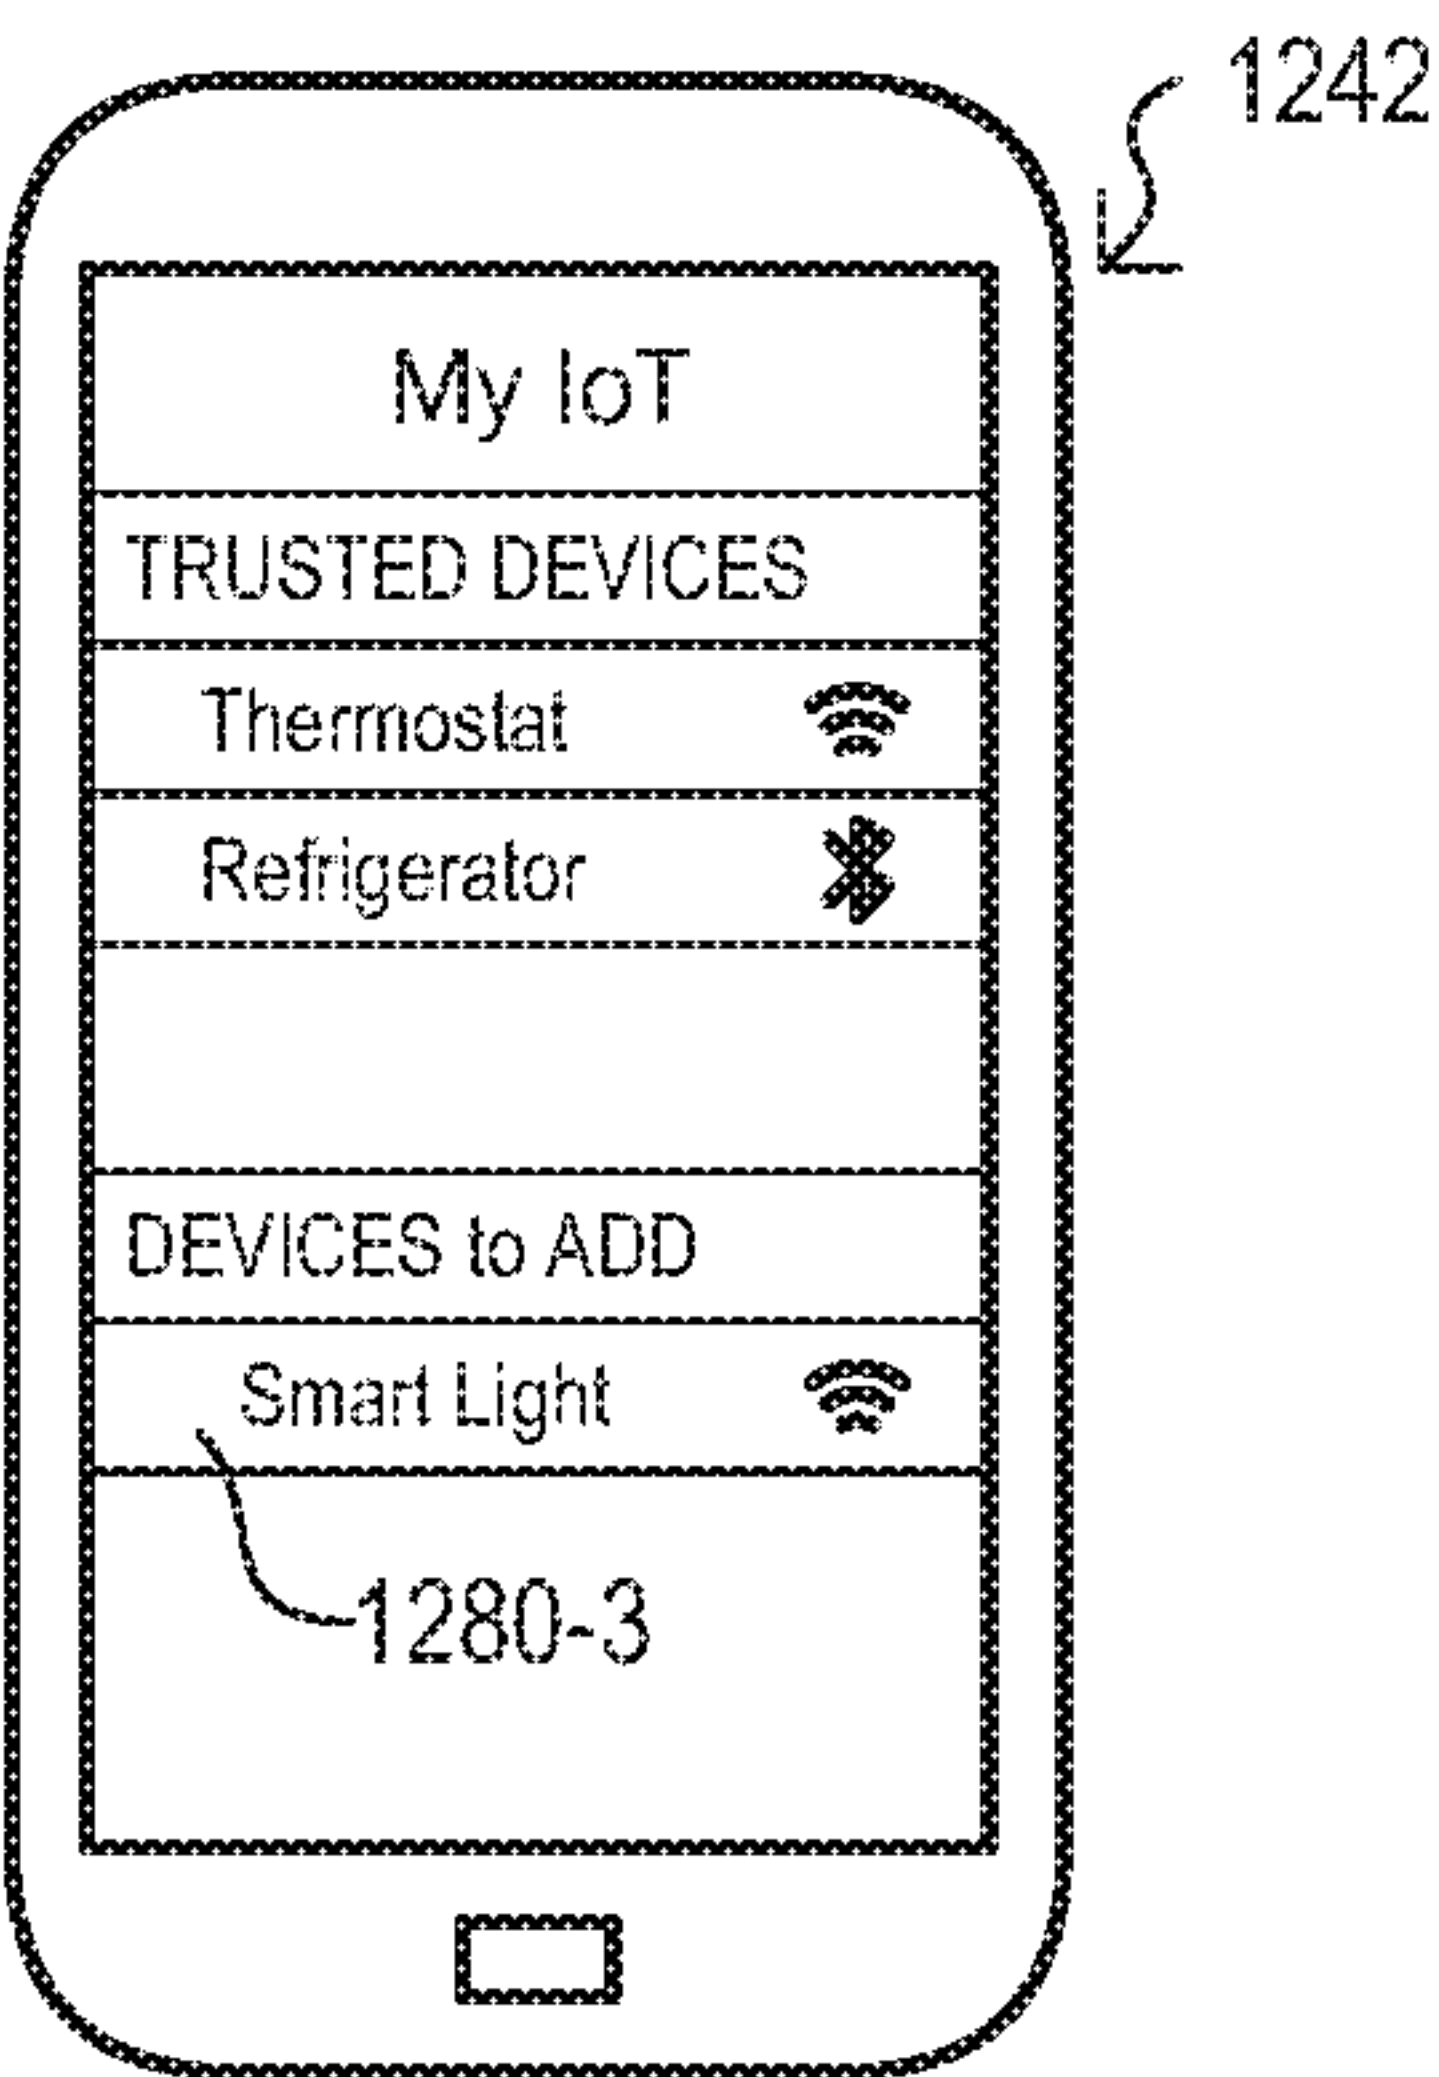 1242
My IoT
TRUSTED DEVICES
Thermostat
Refrigerator
DEVICES to ADD
Smart Light
1280-3